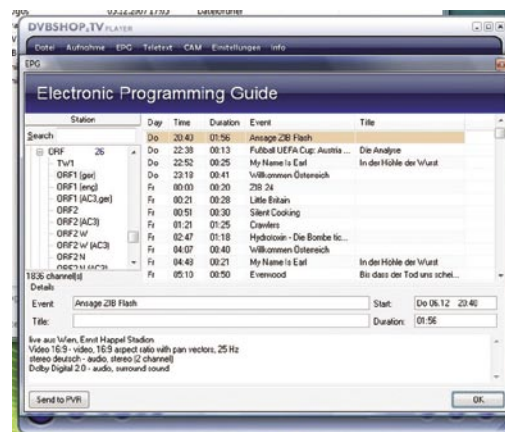 05.12.2007 17:05 Dateiordner
DVBSHOP.TV PLAYER
Datei Aufnahme EPG Teletext CAM Einstellungen Info
EPG
Electronic Programming Guide
Station Day Time Duration Event Title
Search Do 20:40 01:56 Ansage ZIB Flash
ORF 26 Do 22:38 00:13 Fußball UEFA Cup: Austria ... Die Analyse
TW1 Do 22:52 00:25 My Name Is Earl In der Höhle der Wurst
ORF1 (ger) Do 23:18 00:41 Willkommen Österreich
ORF1 (eng) Fr 00:00 00:20 ZIB 24
ORF1 (AC3,ger) Fr 00:21 00:28 Little Britain
ORF2 Fr 00:51 00:30 Silent Cooking
ORF2 (AC3) Fr 01:21 01:25 Crawlers
ORF2 W Fr 02:47 01:18 Hydrotoxin - Die Bombe tic...
ORF2 W (AC3) Fr 04:07 00:40 Willkommen Österreich
ORF2 N Fr 04:48 00:21 My Name Is Earl In der Höhle der Wurst
ORF2 N (AC3) Fr 05:10 00:50 Everwood Bis dass der Tod uns schei...
1836 channel(s)
Details
Event: Ansage ZIB Flash Start: Do 06.12 20:40
Title: Duration: 01:56
live aus Wien, Ernst Happel Stadion
Video 16:9 - video, 16:9 aspect ratio with pan vectors, 25 Hz
stereo deutsch - audio, stereo (2 channel)
Dolby Digital 2.0 - audio, surround sound
Send to PVR OK